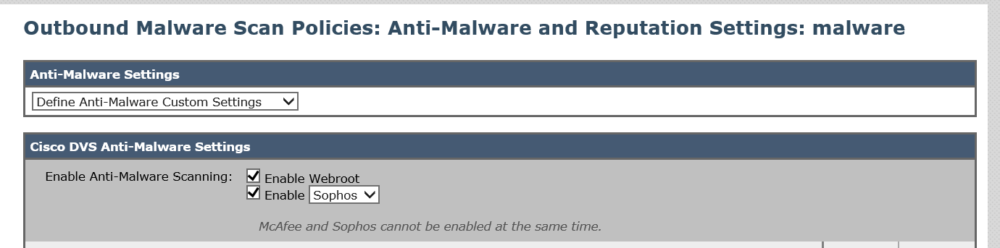 Outbound Malware Scan Policies: Anti-Malware and Reputation Settings: malware
Anti-Malware Settings
Define Anti-Malware Custom Settings
Cisco DVS Anti-Malware Settings
Enable Anti-Malware Scanning: Enable Webroot
Enable Sophos
McAfee and Sophos cannot be enabled at the same time.